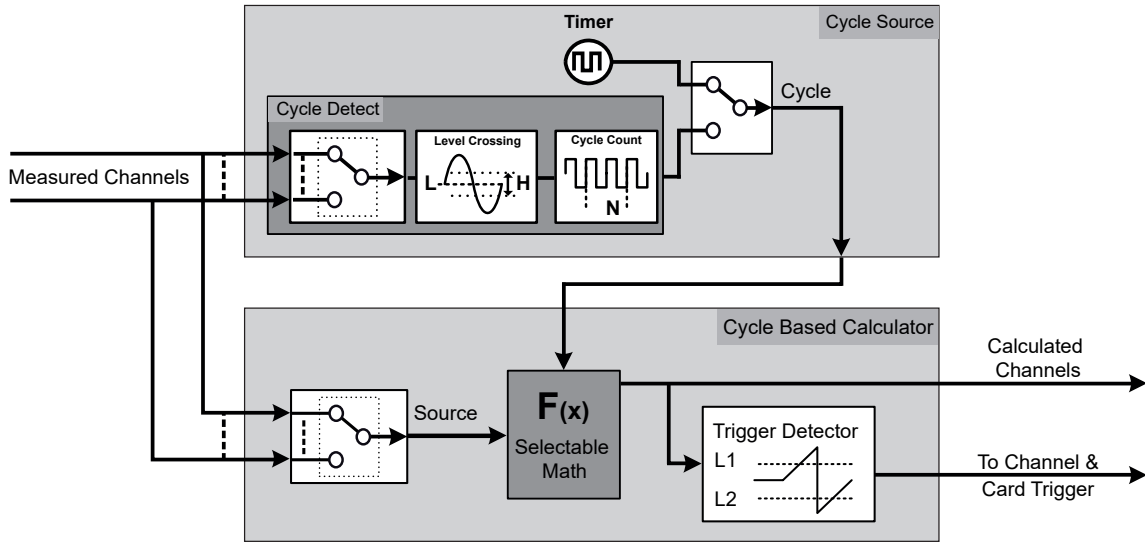 Timer
Cycle Source
Cycle
Cycle Detect
Level Crossing
Cycle Count
L
H
N
Measured Channels
Cycle Based Calculator
Calculated
Channels
Source
F(x)
Selectable
Math
Trigger Detector
L1
L2
To Channel &
Card Trigger